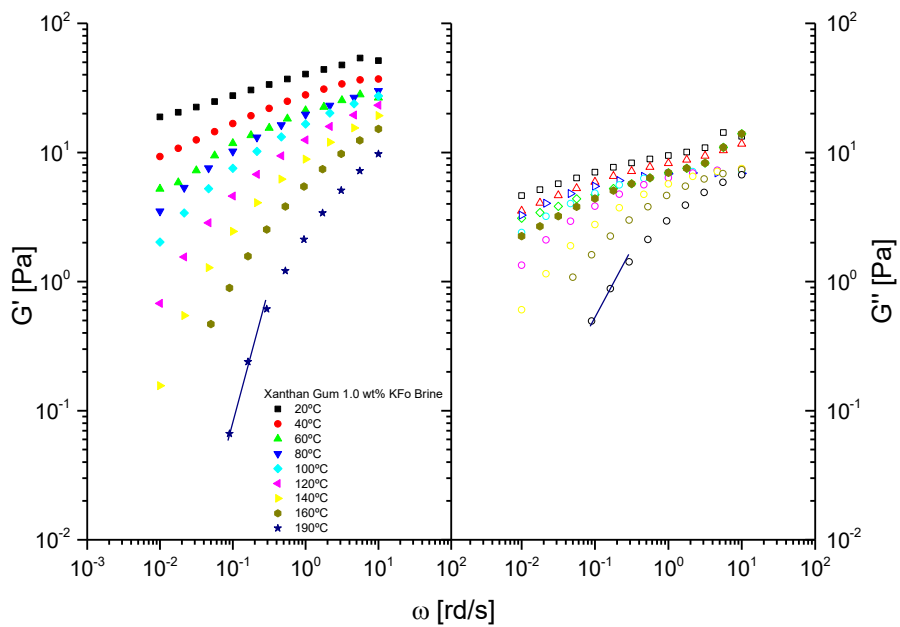 10²
10¹
10⁰
10⁻¹
10⁻²
G' [Pa]
10⁻³
10⁻²
10⁻¹
10⁰
10¹
10²
Xanthan Gum 1.0 wt% KFo Brine
20ºC
40ºC
60ºC
80ºC
100ºC
120ºC
140ºC
160ºC
190ºC
10⁻²
10⁻¹
10⁰
10¹
10²
10²
10¹
10⁰
10⁻¹
10⁻²
G'' [Pa]
ω [rd/s]